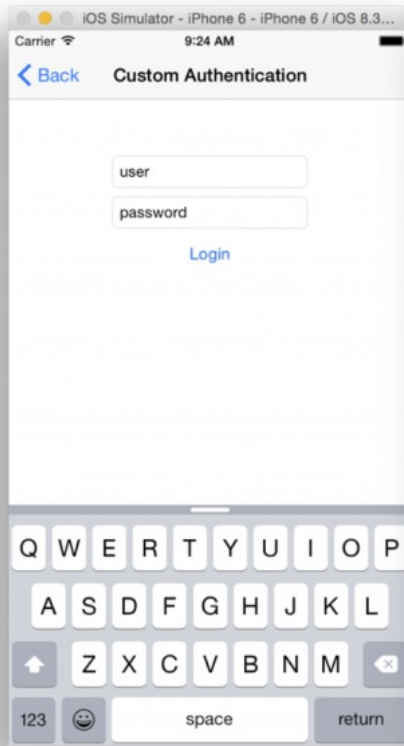 iOS Simulator - iPhone 6 - iPhone 6 / iOS 8.3...
Carrier 9:24 AM
Back Custom Authentication
user
password
Login
Q W E R T Y U I O P
A S D F G H J K L
Z X C V B N M
123 space return